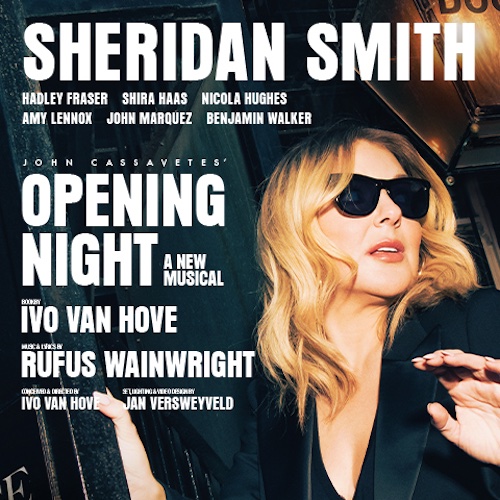 SHERIDAN SMITH
HADLEY FRASER SHIRA HAAS NICOLA HUGHES
AMY LENNOX JOHN MARQUEZ BENJAMIN WALKER
JOHN CASSAVETES'
OPENING
NIGHT A NEW
MUSICAL
BOOK BY
IVO VAN HOVE
MUSIC & LYRICS BY
RUFUS WAINWRIGHT
CONCEIVED & DIRECTED BY SET, LIGHTING & VIDEO DESIGN BY
IVO VAN HOVE JAN VERSWEYVELD